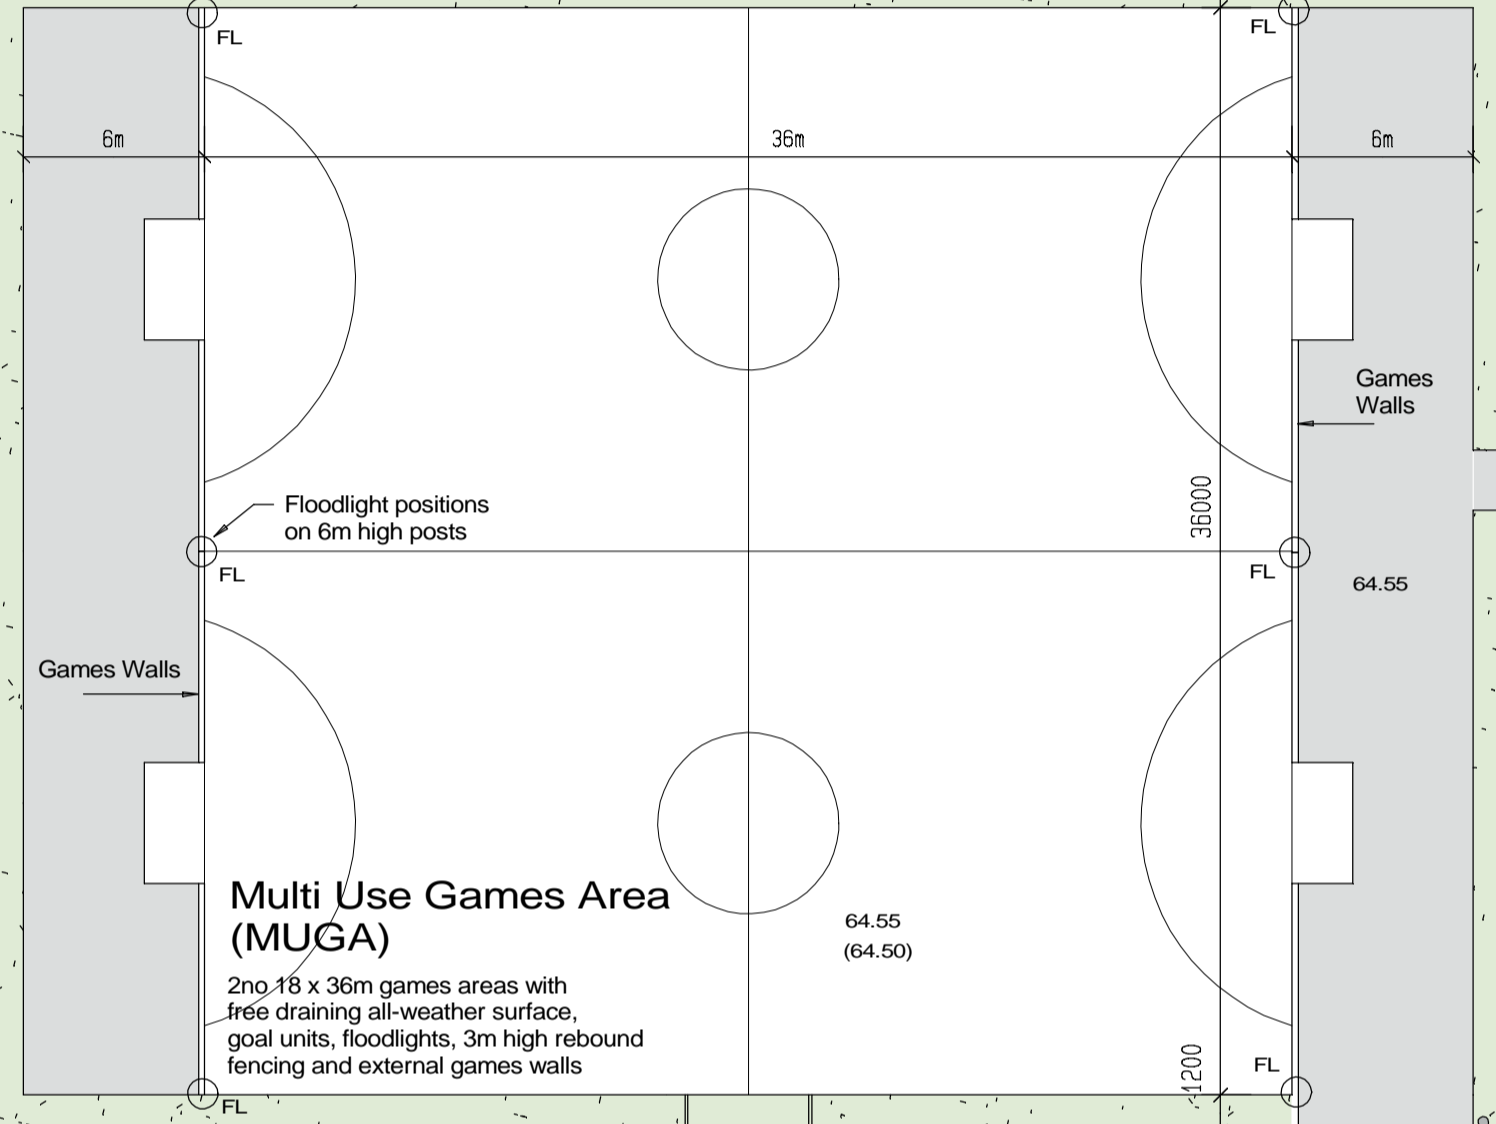 FL
FL
6m
36m
6m
Games
Walls
Floodlight positions
on 6m high posts
36000
FL
FL
64.55
Games Walls
Multi Use Games Area
(MUGA)
64.55
(64.50)
2no 18 x 36m games areas with
free draining all-weather surface,
goal units, floodlights, 3m high rebound
fencing and external games walls
1200
FL
FL